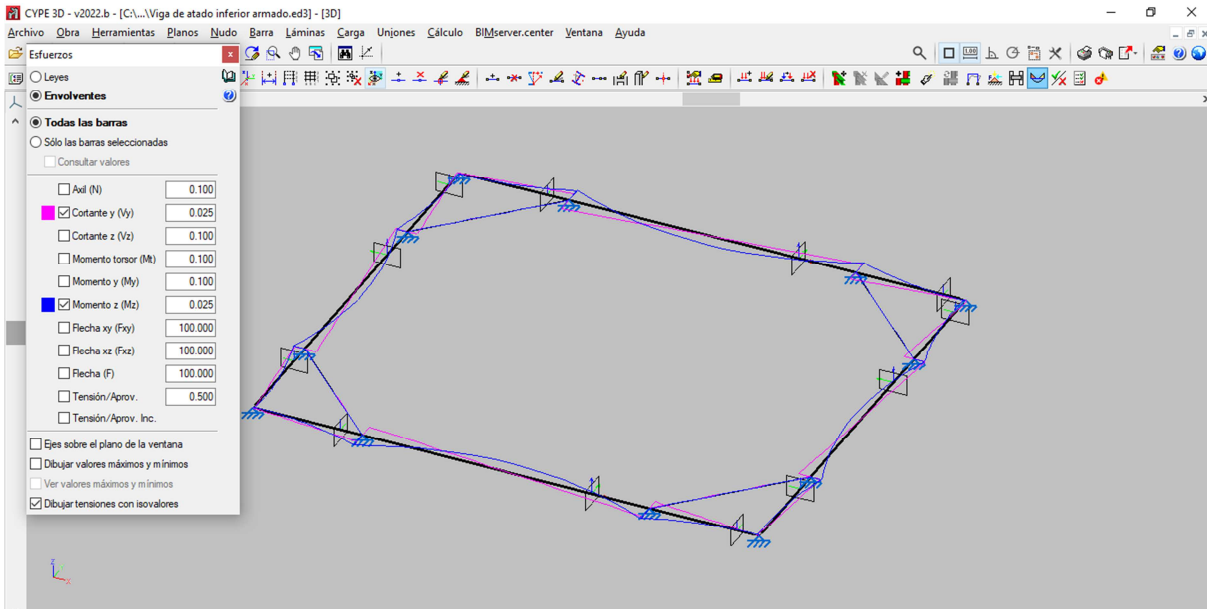 CYPE 3D - v2022.b - [C:\...\Viga de atado inferior armado.ed3] - [3D]
Archivo Obra Herramientas Planos Nudo Barra Láminas Carga Uniones Cálculo BIMserver.center Ventana Ayuda
Esfuerzos
Leyes
Envolventes
Todas las barras
Sólo las barras seleccionadas
Consultar valores
Axil (N) 0.100
Cortante y (Vy) 0.025
Cortante z (Vz) 0.100
Momento torsor (Mt) 0.100
Momento y (My) 0.100
Momento z (Mz) 0.025
Flecha xy (Fxy) 100.000
Flecha xz (Fxz) 100.000
Flecha (F) 100.000
Tensión/Aprov. 0.500
Tensión/Aprov. Inc.
Ejes sobre el plano de la ventana
Dibujar valores máximos y mínimos
Ver valores máximos y mínimos
Dibujar tensiones con isovalores
z
x